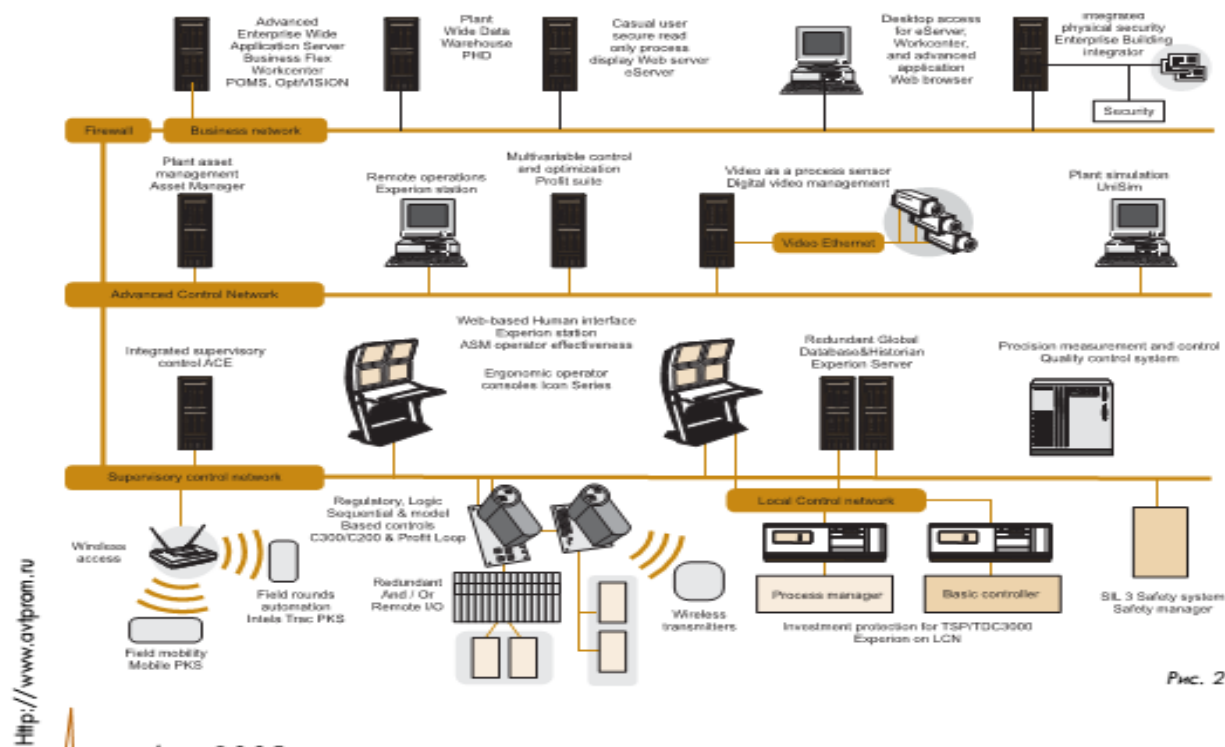 Advanced
Enterprise Wide
Application Server
Business Flex
Workcenter
POMS, OptiVISION
Plant
Wide Data
Warehouse
PHD
Casual user
secure read
only process
display Web server
eServer
Desktop access
for eServer,
Workcenter,
and advanced
application
Web browser
Integrated
physical security
Enterprise Building
integrator
Security
Firewall
Business network
Plant asset
management
Asset Manager
Remote operations
Experion station
Multivariable control
and optimization
Profit suite
Video as a process sensor
Digital video management
Video Ethernet
Plant simulation
UniSim
Advanced Control Network
Integrated supervisory
control ACE
Web-based Human interface
Experion station
ASM operator effectiveness
Ergonomic operator
consoles Icon Series
Redundant Global
Database&Historian
Experion Server
Precision measurement and control
Quality control system
Supervisory control network
Wireless
access
Field rounds
automation
Intela Trac PKS
Field mobility
Mobile PKS
Regulatory, Logic
Sequential & model
Based controls
C300/C200 & Profit Loop
Redundant
And / Or
Remote I/O
Wireless
transmitters
Local Control network
Process manager
Basic controller
Investment protection for TSP/TDC3000
Experion on LCN
SIL 3 Safety system
Safety manager
Рис. 2
Http://www.avtprom.ru